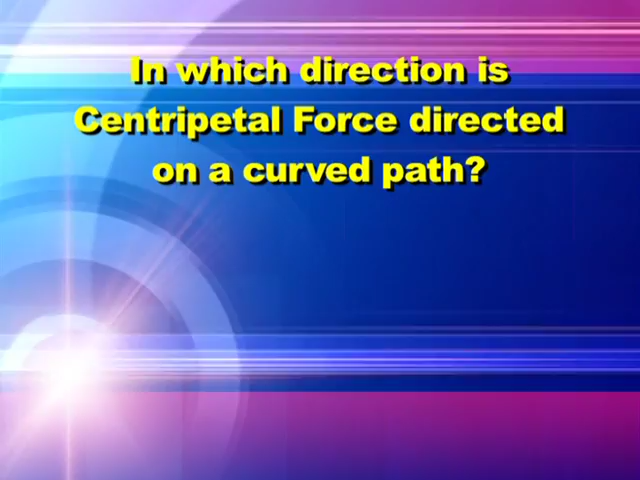 In which direction is
Centripetal Force directed
on a curved path?